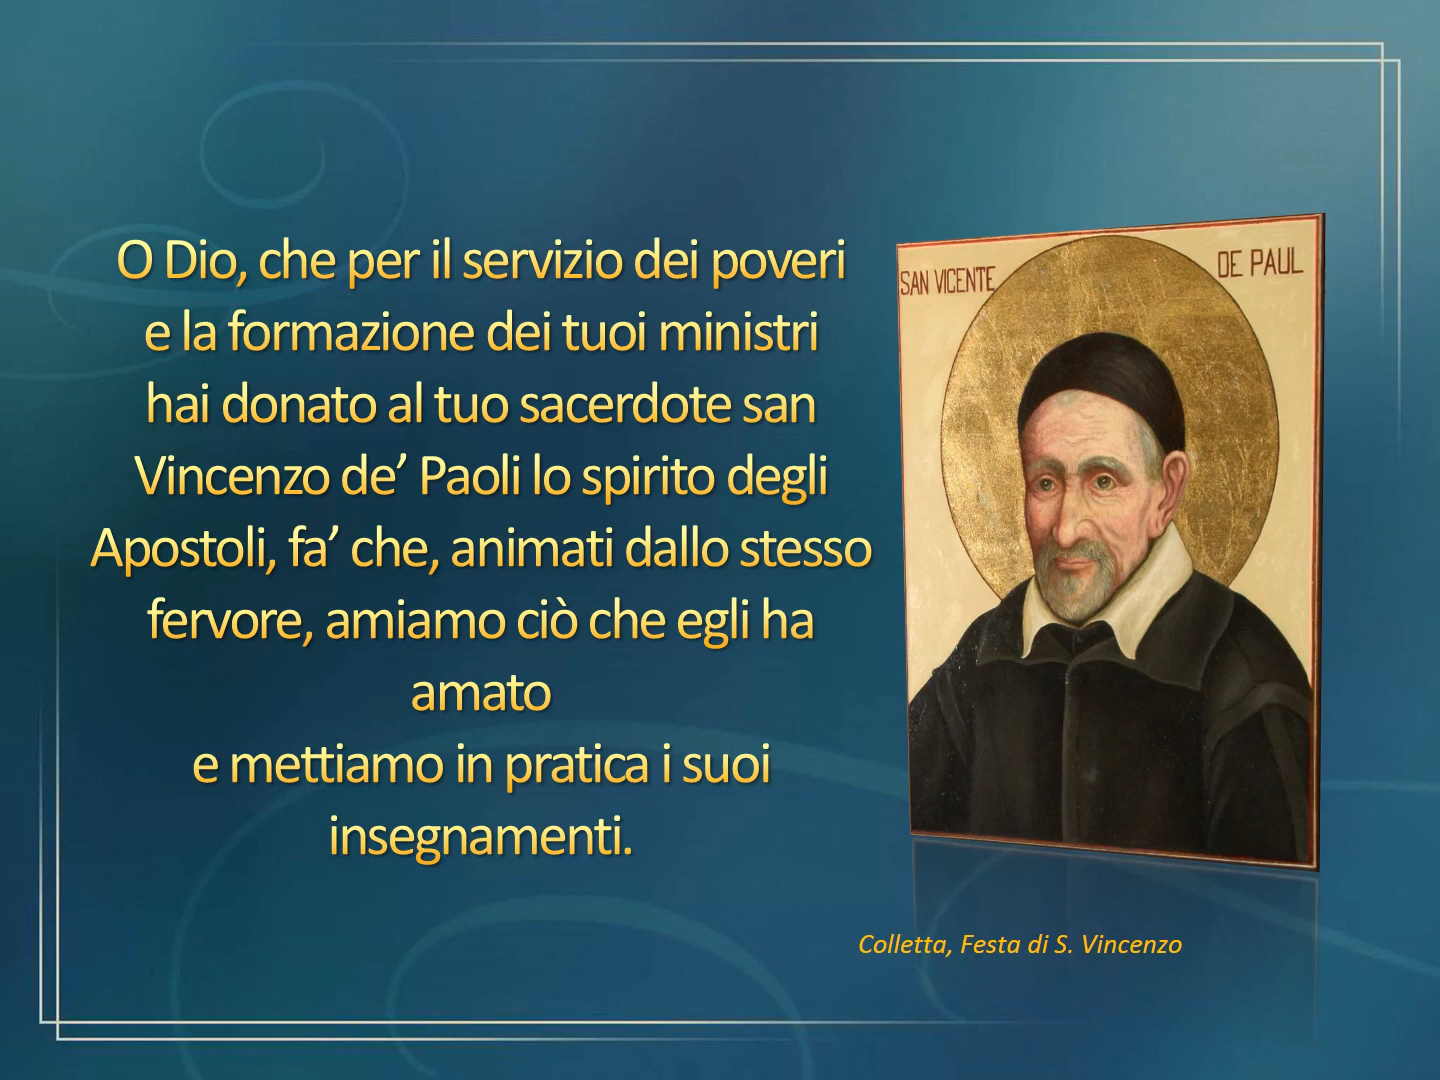 O Dio, che per il servizio dei poveri
e la formazione dei tuoi ministri
hai donato al tuo sacerdote san
Vincenzo de’ Paoli lo spirito degli
Apostoli, fa’ che, animati dallo stesso
fervore, amiamo ciò che egli ha
amato
e mettiamo in pratica i suoi
insegnamenti.
SAN VICENTE DE PAUL
Colletta, Festa di S. Vincenzo